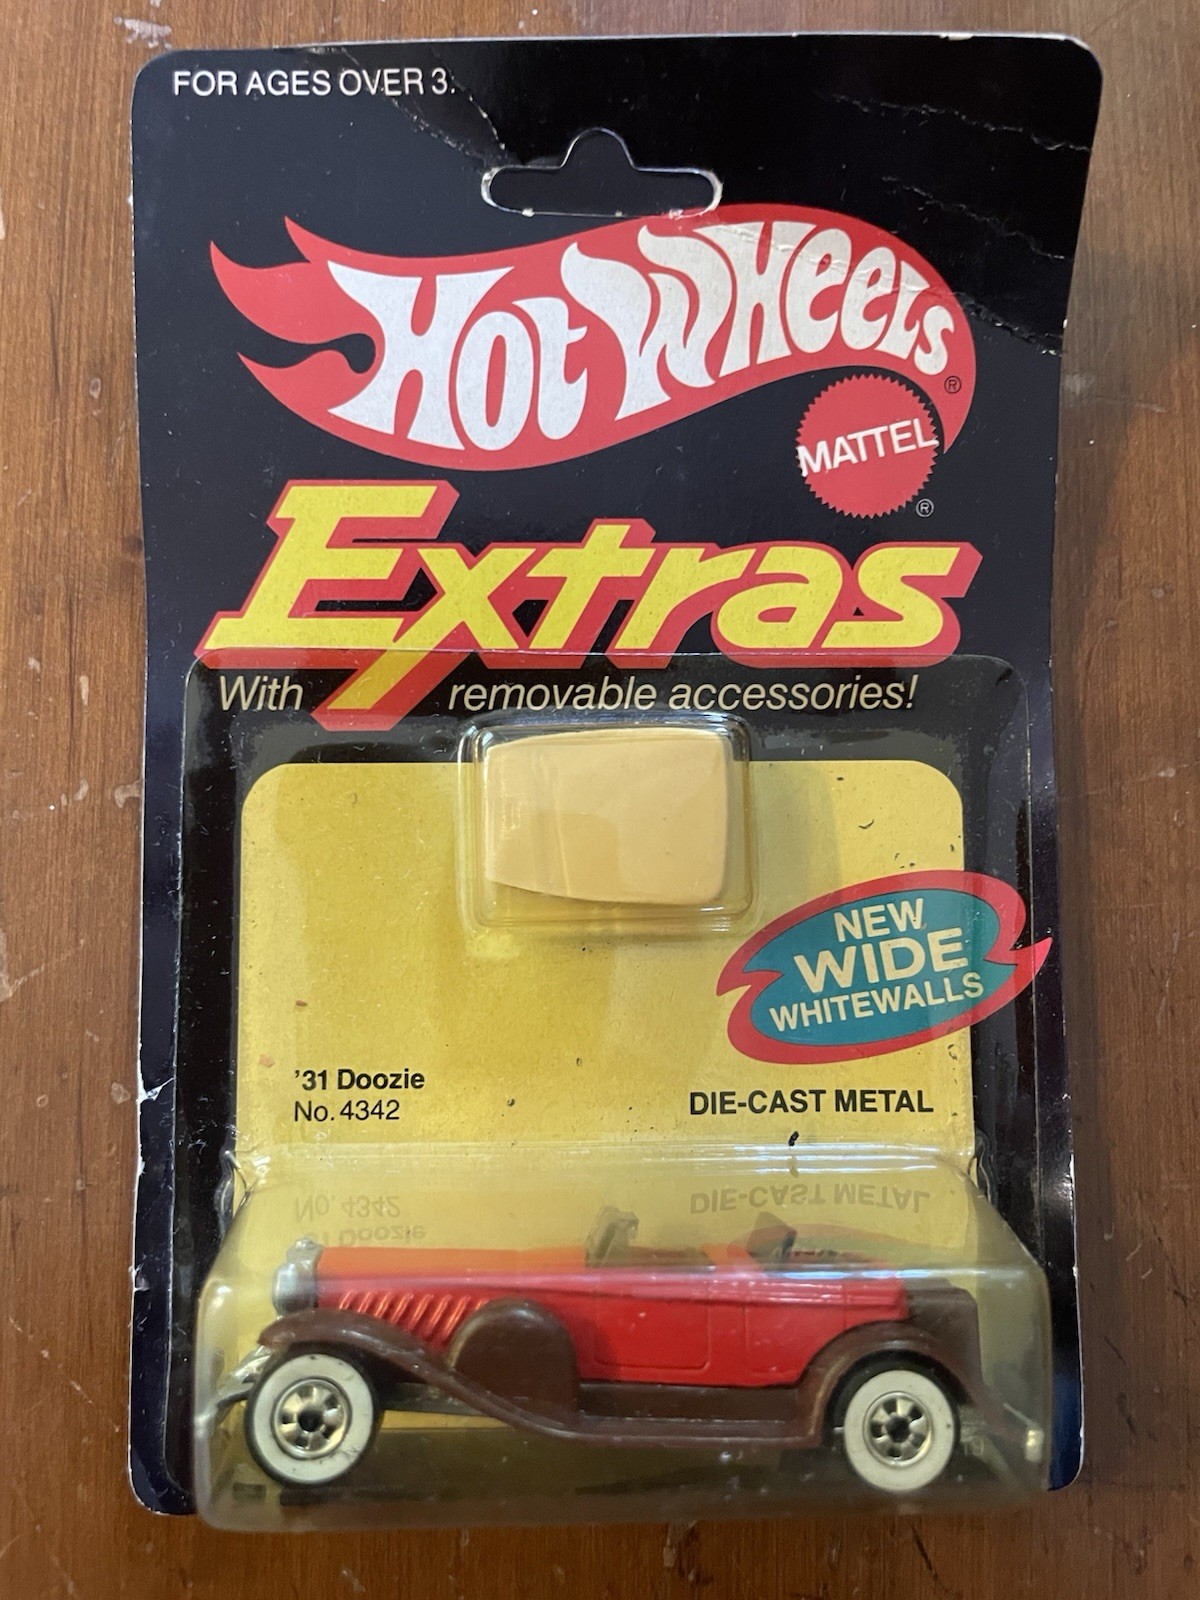 FOR AGES OVER 3.
HOT WHEELS ®
MATTEL ®
Extras
With removable accessories!
NEW
WIDE
WHITEWALLS
'31 Doozie
No. 4342
DIE-CAST METAL